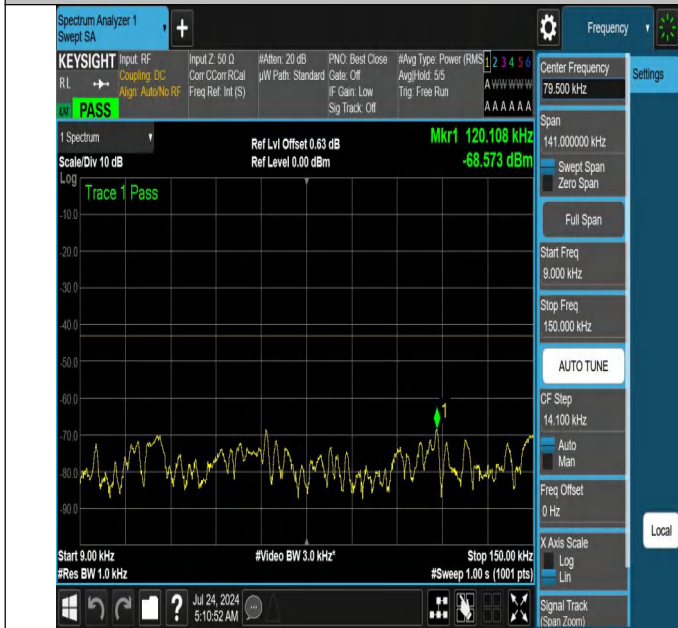 Spectrum Analyzer 1
Swept SA
+
Frequency
KEYSIGHT
RL
PASS
Input: RF
Coupling: DC
Align: Auto/No RF
Input Z: 50 Ω
Corr CCorr RCal
Freq Ref: Int (S)
#Atten: 20 dB
µW Path: Standard
PNO: Best Close
Gate: Off
IF Gain: Low
Sig Track: Off
#Avg Type: Power (RMS
Avg|Hold: 5/5
Trig: Free Run
1 2 3 4 5 6
A W W W W W
A A A A A A
1 Spectrum
Scale/Div 10 dB
Log
Ref Lvl Offset 0.63 dB
Ref Level 0.00 dBm
Mkr1 120.108 kHz
-68.573 dBm
Trace 1 Pass
-10.0
-20.0
-30.0
-40.0
-50.0
-60.0
-70.0
-80.0
-90.0
1
Start 9.00 kHz
#Res BW 1.0 kHz
#Video BW 3.0 kHz*
Stop 150.00 kHz
#Sweep 1.00 s (1001 pts)
?
Jul 24, 2024
5:10:52 AM
Center Frequency
79.500 kHz
Settings
Span
141.000000 kHz
Swept Span
Zero Span
Full Span
Start Freq
9.000 kHz
Stop Freq
150.000 kHz
AUTO TUNE
CF Step
14.100 kHz
Auto
Man
Freq Offset
0 Hz
X Axis Scale
Log
Lin
Local
Signal Track
(Span Zoom)